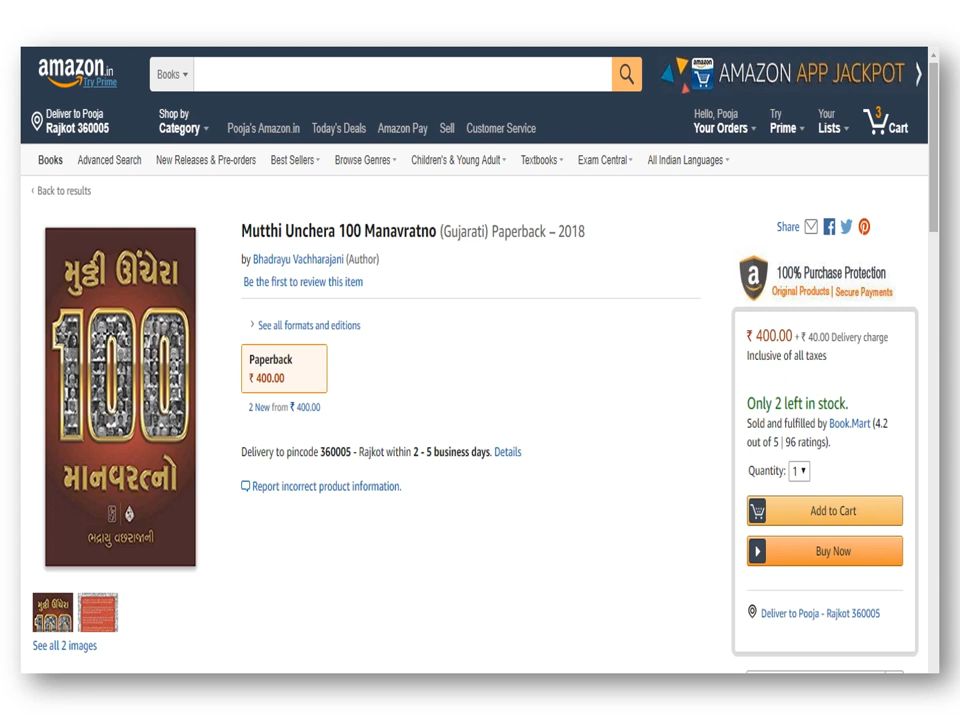 amazon.in
Try Prime
Books
AMAZON APP JACKPOT
amazon
Deliver to Pooja
Rajkot 360005
Shop by
Category
Pooja's Amazon.in Today's Deals Amazon Pay Sell Customer Service
Hello, Pooja
Your Orders
Try
Prime
Your
Lists
3
Cart
Books Advanced Search New Releases & Pre-orders Best Sellers Browse Genres Children's & Young Adult Textbooks Exam Central All Indian Languages
‹ Back to results
મુઠ્ઠી ઊંચેરા
100
માનવરત્નો
ભદ્રાયુ વછરાજાની
મુઠ્ઠી ઊંચેરા
100
See all 2 images
Mutthi Unchera 100 Manavratno (Gujarati) Paperback – 2018
by Bhadrayu Vachharajani (Author)
Be the first to review this item
› See all formats and editions
Paperback
₹ 400.00
2 New from ₹ 400.00
Delivery to pincode 360005 - Rajkot within 2 - 5 business days. Details
Report incorrect product information.
Share
a
100% Purchase Protection
Original Products | Secure Payments
₹ 400.00 + ₹ 40.00 Delivery charge
Inclusive of all taxes
Only 2 left in stock.
Sold and fulfilled by Book.Mart (4.2
out of 5 | 96 ratings).
Quantity: 1
Add to Cart
Buy Now
Deliver to Pooja - Rajkot 360005